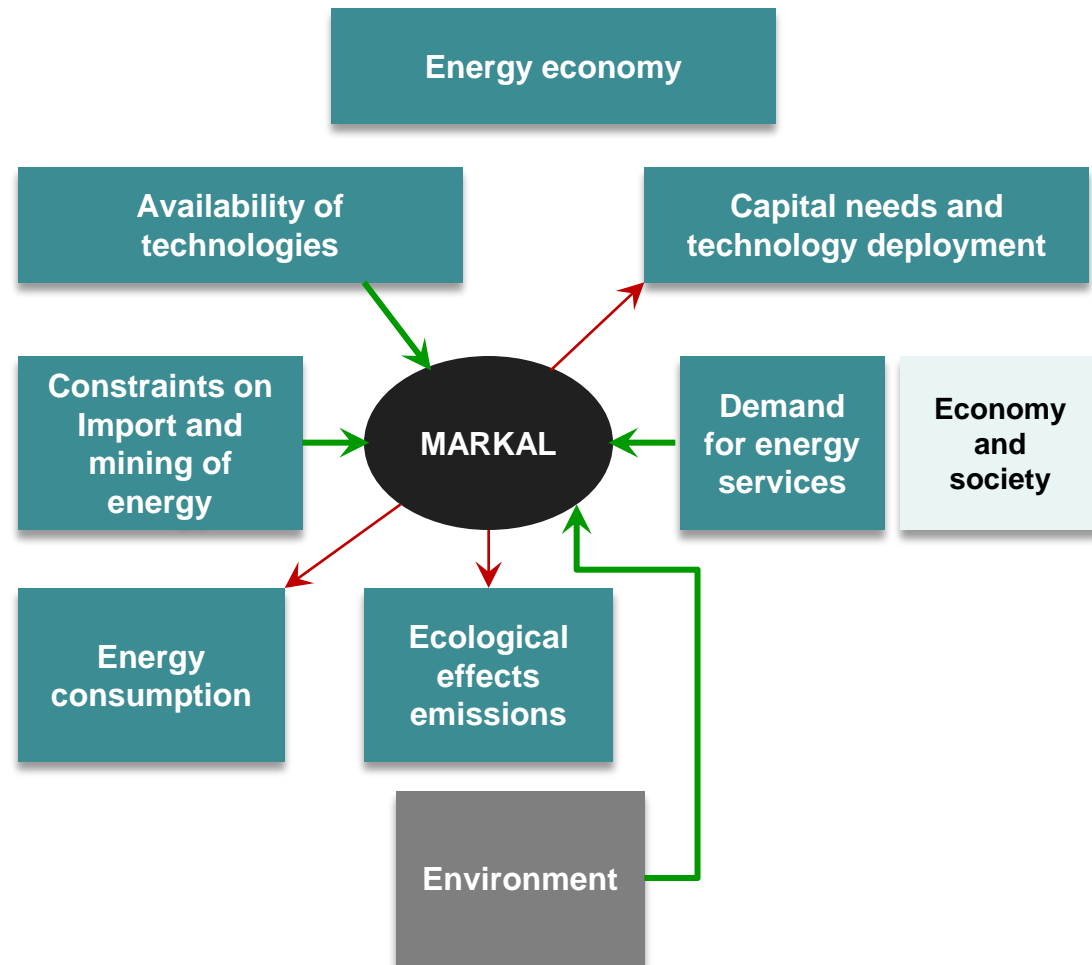 Energy economy
Availability of
technologies
Capital needs and
technology deployment
Constraints on
Import and
mining of
energy
MARKAL
Demand
for energy
services
Economy
and
society
Energy
consumption
Ecological
effects
emissions
Environment